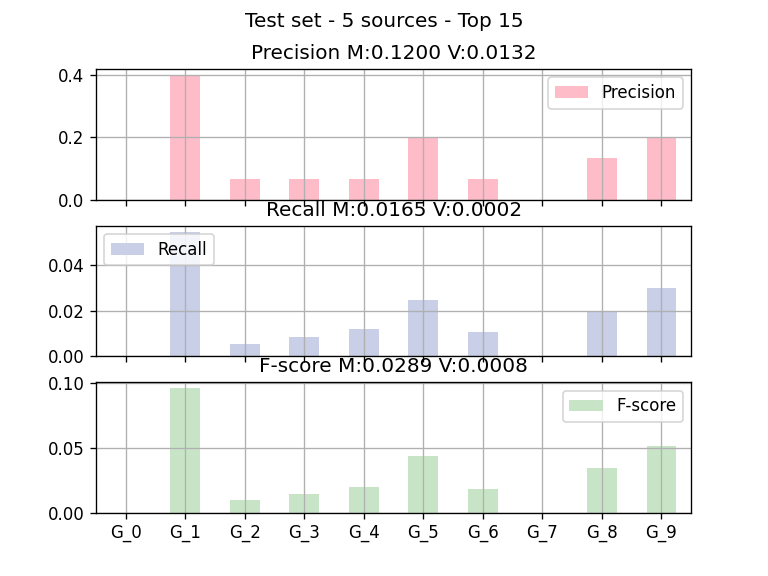 Test set - 5 sources - Top 15
Precision M:0.1200 V:0.0132
0.4
0.2
0.0
Precision
Recall M:0.0165 V:0.0002
0.04
0.02
0.00
Recall
F-score M:0.0289 V:0.0008
0.10
0.05
0.00
F-score
G_0 G_1 G_2 G_3 G_4 G_5 G_6 G_7 G_8 G_9